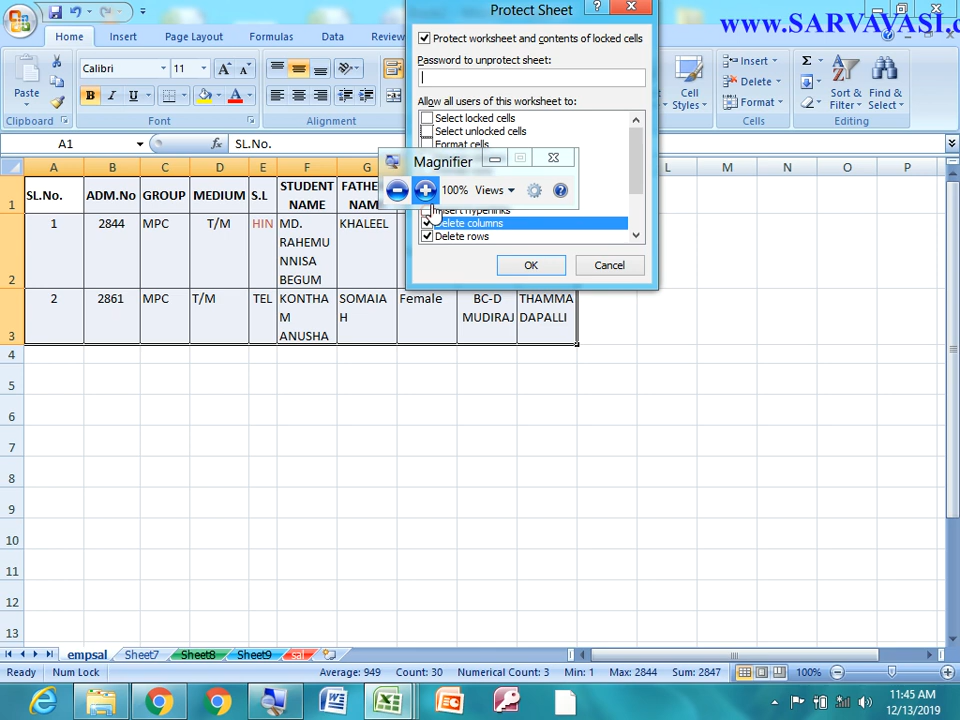 Protect Sheet
www.SARVAVASI.c
Home Insert Page Layout Formulas Data Review
Protect worksheet and contents of locked cells
Password to unprotect sheet:
Allow all users of this worksheet to:
Select locked cells
Select unlocked cells
Format cells
Magnifier
100% Views
Insert hyperlinks
Delete columns
Delete rows
OK Cancel
Paste
Calibri 11
B I U
Cell Styles
Insert
Delete
Format
Sort & Filter
Find & Select
Clipboard Font Alignment Cells Editing
A1 fx SL.No.
A B C D E F G L M N O P
1 SL.No. ADM.No GROUP MEDIUM S.L STUDENT NAME
2 1 2844 MPC T/M HIN MD. RAHEMU NNISA BEGUM KHALEEL
3 2 2861 MPC T/M TEL KONTHA M ANUSHA SOMAIA H Female BC-D MUDIRAJ THAMMA DAPALLI
4
5
6
7
8
9
10
11
12
13
empsal Sheet7 Sheet8 Sheet9 sal
Ready Num Lock Average: 949 Count: 30 Numerical Count: 3 Min: 1 Max: 2844 Sum: 2847 100%
11:45 AM
12/13/2019